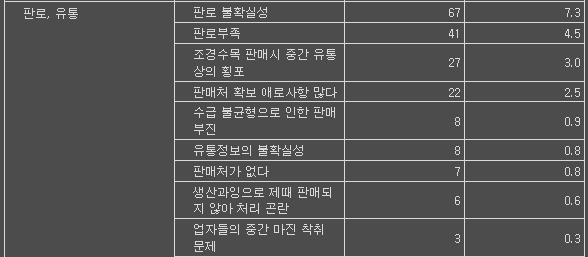 판로, 유통 판로 불확실성 67 7.3
판로부족 41 4.5
조경수목 판매시 중간 유통
상의 횡포 27 3.0
판매처 확보 애로사항 많다 22 2.5
수급 불균형으로 인한 판매
부진 8 0.9
유통정보의 불확실성 8 0.8
판매처가 없다 7 0.8
생산과잉으로 제때 판매되
지 않아 처리 곤란 6 0.6
업자들의 중간 마진 착취
문제 3 0.3